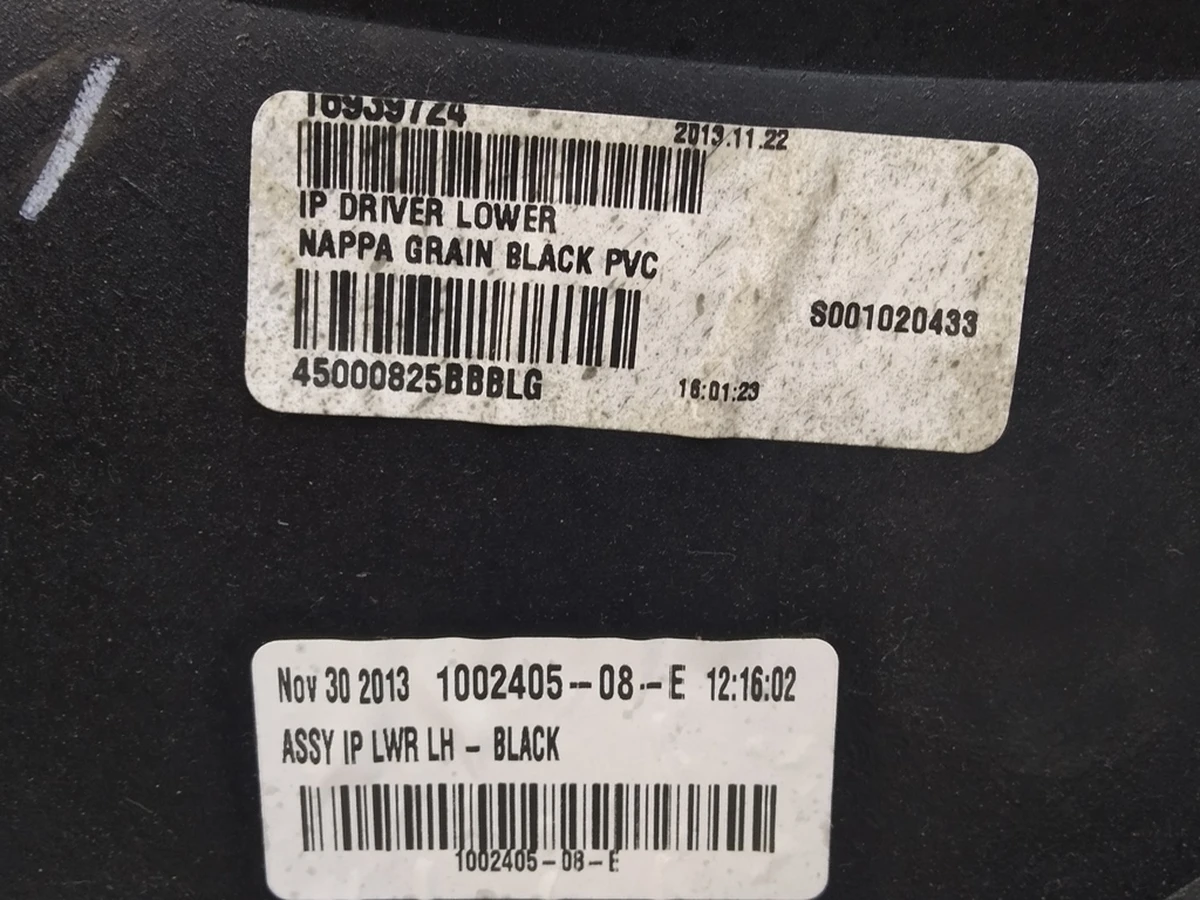 16939724
2013.11.22
IP DRIVER LOWER
NAPPA GRAIN BLACK PVC
S001020433
45000825BBBLG
16:01:23
Nov 30 2013 1002405--08--E 12:16:02
ASSY IP LWR LH - BLACK
1002405-08-E